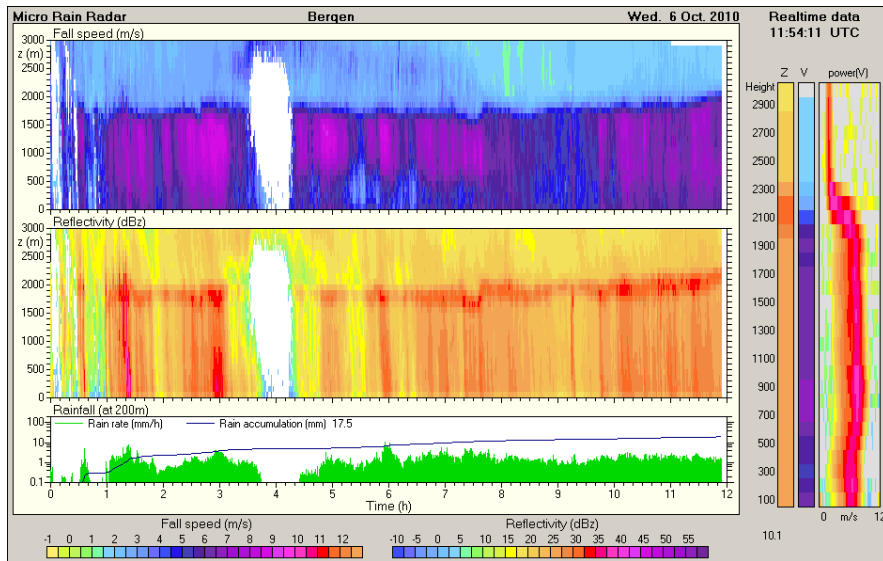 Micro Rain Radar Bergen Wed. 6 Oct. 2010 Realtime data
11:54:11 UTC
Fall speed (m/s)
3000
z (m)
2500
2000
1500
1000
500
0
Reflectivity (dBz)
3000
z (m)
2500
2000
1500
1000
500
0
Rainfall (at 200m)
Rain rate (mm/h) Rain accumulation (mm) 17.5
100
10
1
0.1
0 1 2 3 4 5 6 7 8 9 10 11 12
Time (h)
Fall speed (m/s)
-1 0 1 2 3 4 5 6 7 8 9 10 11 12
Reflectivity (dBz)
-10 -5 0 5 10 15 20 25 30 35 40 45 50 55
Z V power[V]
Height
2900
2700
2500
2300
2100
1900
1700
1500
1300
1100
900
700
500
300
100
0 m/s 12
10.1